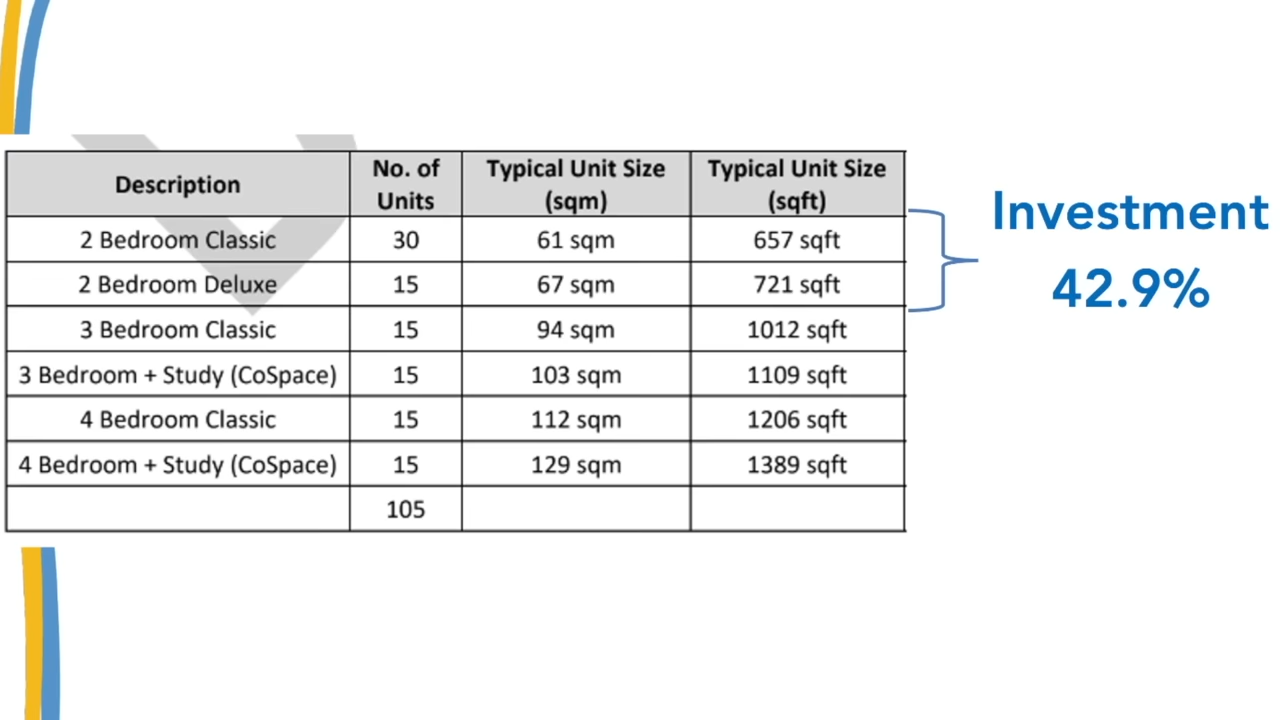 Description No. of Units Typical Unit Size (sqm) Typical Unit Size (sqft)
2 Bedroom Classic 30 61 sqm 657 sqft
2 Bedroom Deluxe 15 67 sqm 721 sqft
3 Bedroom Classic 15 94 sqm 1012 sqft
3 Bedroom + Study (CoSpace) 15 103 sqm 1109 sqft
4 Bedroom Classic 15 112 sqm 1206 sqft
4 Bedroom + Study (CoSpace) 15 129 sqm 1389 sqft
105
Investment
42.9%